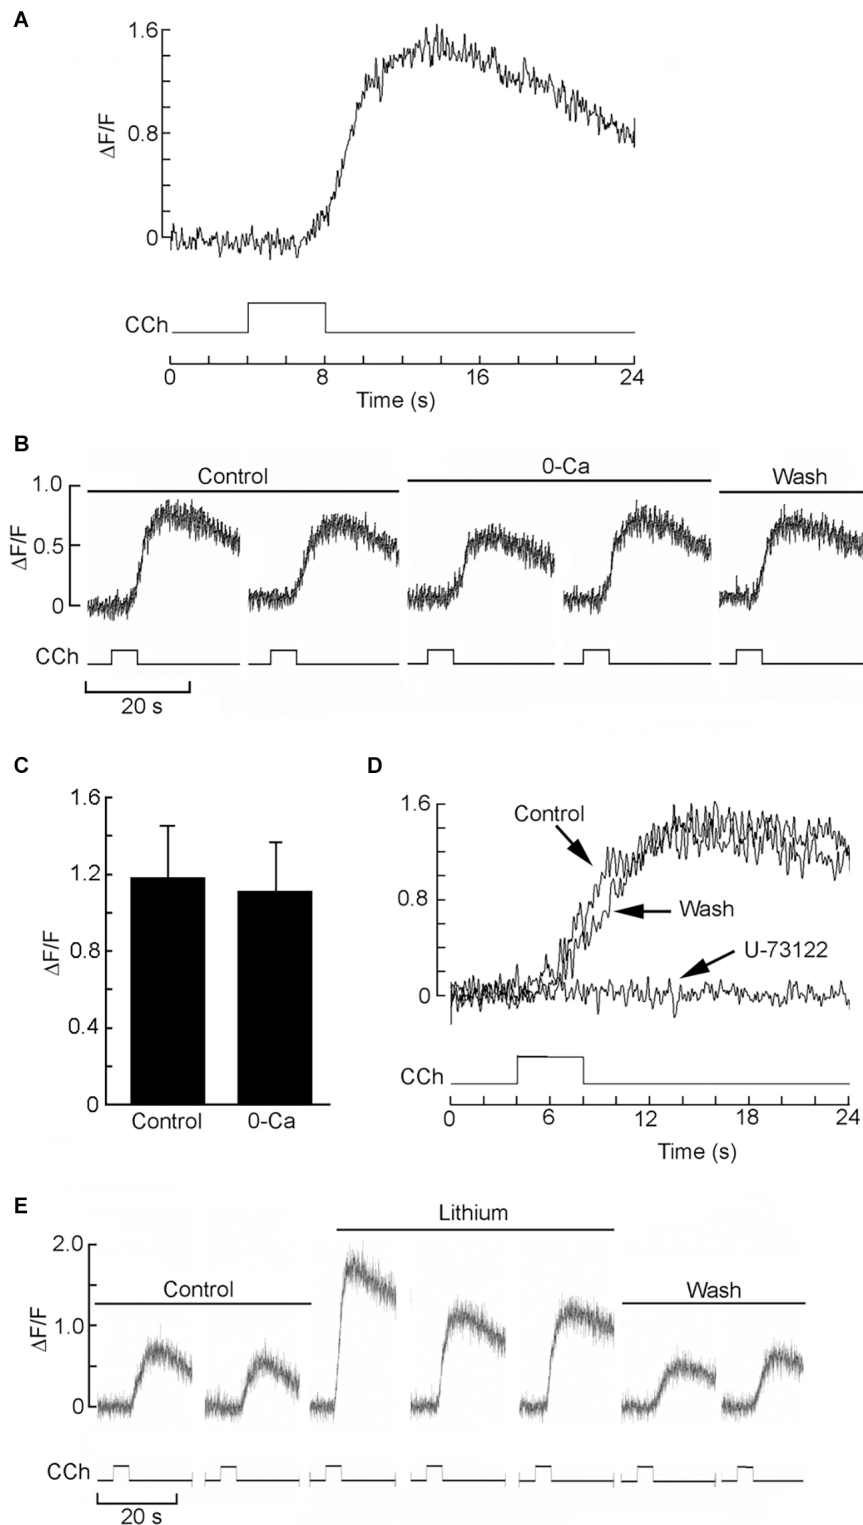 A
1.6
0.8
0
ΔF/F
CCh
0 8 16 24
Time (s)
B
Control 0-Ca Wash
1.0
0.5
0
ΔF/F
CCh
20 s
C
1.6
1.2
0.8
0.4
0
ΔF/F
Control 0-Ca
D
1.6
0.8
0
Control
Wash
U-73122
CCh
0 6 12 18 24
Time (s)
E
Lithium
Control Wash
2.0
1.0
0
ΔF/F
CCh
20 s